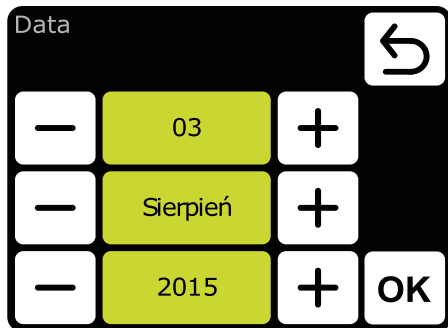 Data
— 03 +
— Sierpień +
— 2015 +
OK